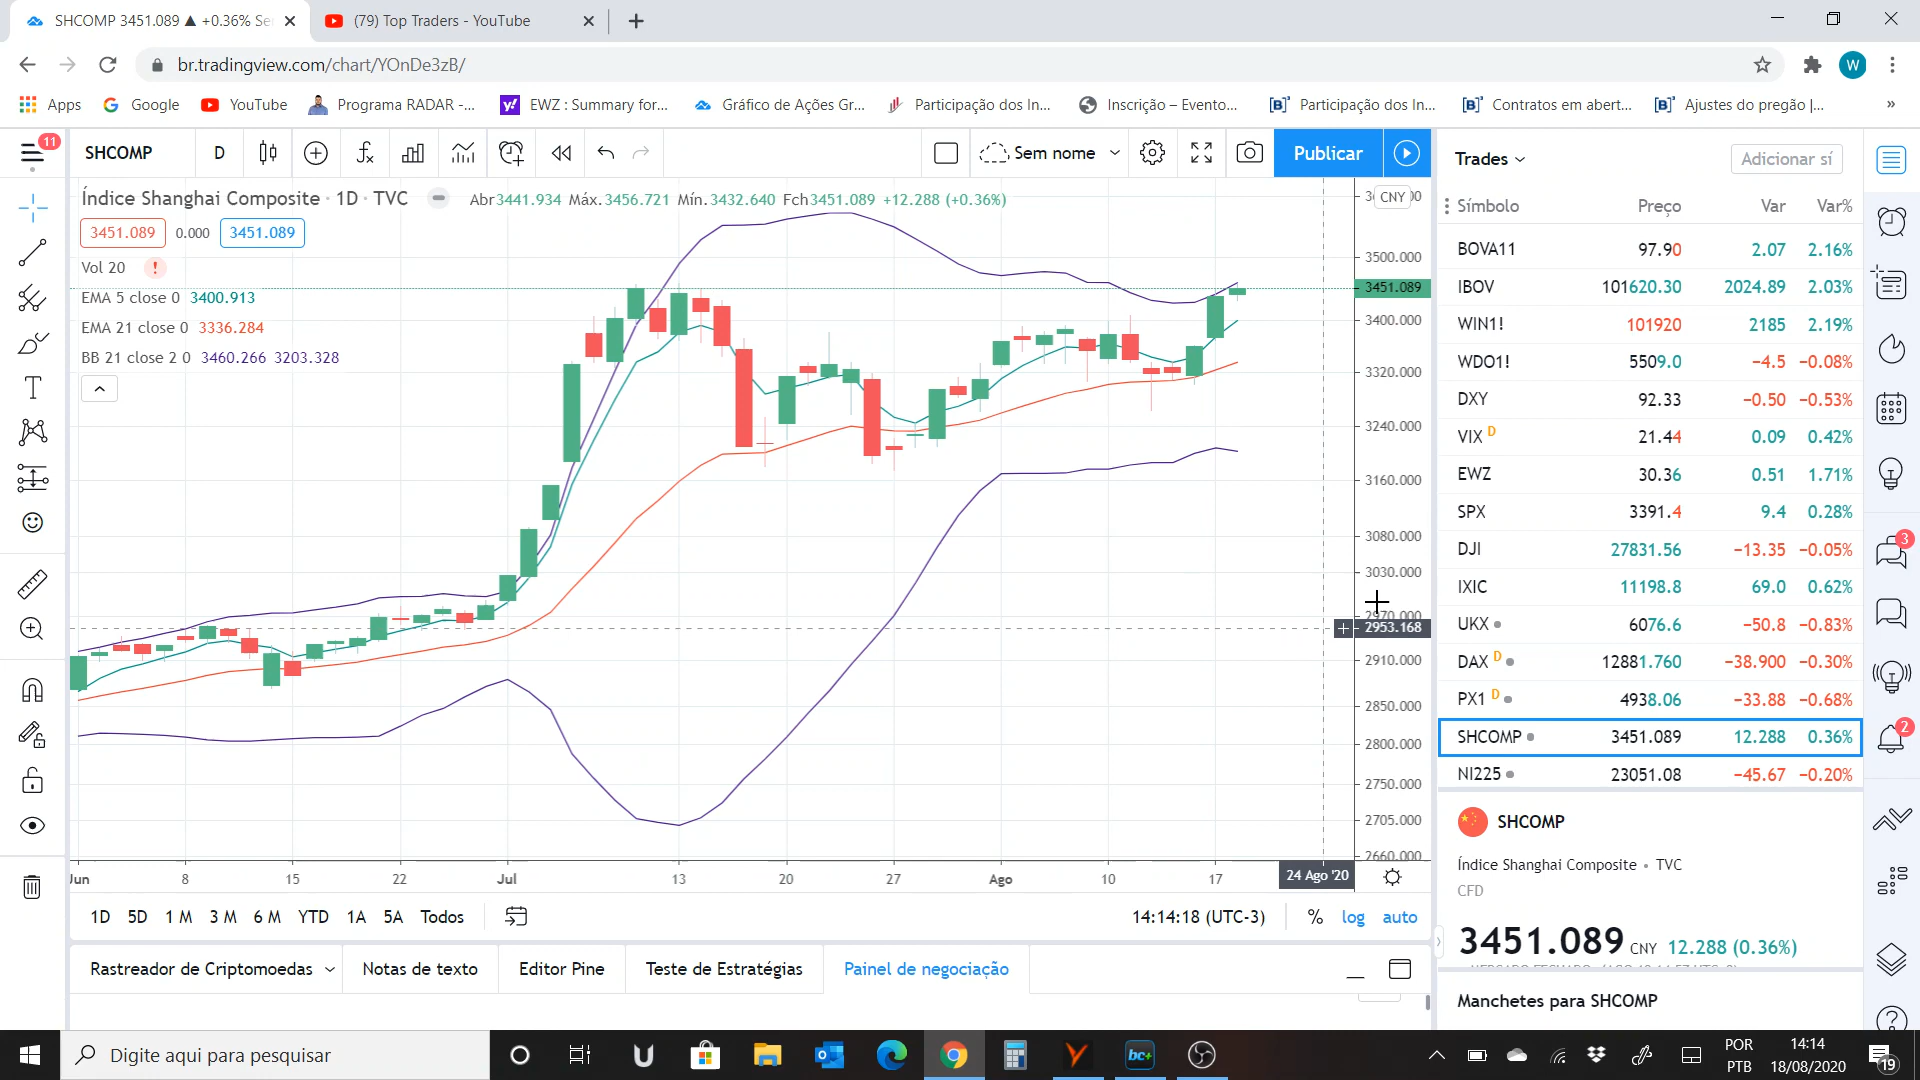 SHCOMP 3451.089 ▲ +0.36% Se
(79) Top Traders - YouTube
br.tradingview.com/chart/YOnDe3zB/
W
Apps
Google
YouTube
Programa RADAR -...
EWZ : Summary for...
Gráfico de Ações Gr...
Participação dos In...
Inscrição – Evento...
Participação dos In...
Contratos em abert...
Ajustes do pregão |...
»
11
SHCOMP
D
Sem nome
Publicar
Índice Shanghai Composite · 1D · TVC
Abr3441.934 Máx.3456.721 Mín.3432.640 Fch3451.089 +12.288 (+0.36%)
3451.089
0.000
3451.089
Vol 20
!
EMA 5 close 0 3400.913
EMA 21 close 0 3336.284
BB 21 close 2 0 3460.266 3203.328
CNY
3500.000
3451.089
3400.000
3320.000
3240.000
3160.000
3080.000
3030.000
2970.000
2953.168
2910.000
2850.000
2800.000
2750.000
2705.000
2660.000
Jun
8
15
22
Jul
13
20
27
Ago
10
17
24 Ago '20
1D 5D 1 M 3 M 6 M YTD 1A 5A Todos
14:14:18 (UTC-3)
% log auto
Rastreador de Criptomoedas
Notas de texto
Editor Pine
Teste de Estratégias
Painel de negociação
Trades
Adicionar sí
Símbolo Preço Var Var%
BOVA11 97.90 2.07 2.16%
IBOV 101620.30 2024.89 2.03%
WIN1! 101920 2185 2.19%
WDO1! 5509.0 −4.5 −0.08%
DXY 92.33 −0.50 −0.53%
VIX D 21.44 0.09 0.42%
EWZ 30.36 0.51 1.71%
SPX 3391.4 9.4 0.28%
DJI 27831.56 −13.35 −0.05%
IXIC 11198.8 69.0 0.62%
UKX 6076.6 −50.8 −0.83%
DAX D 12881.760 −38.900 −0.30%
PX1 D 4938.06 −33.88 −0.68%
SHCOMP 3451.089 12.288 0.36%
NI225 23051.08 −45.67 −0.20%
SHCOMP
Índice Shanghai Composite • TVC
CFD
3451.089 CNY 12.288 (0.36%)
Manchetes para SHCOMP
3
2
Digite aqui para pesquisar
bc+
POR
PTB
14:14
18/08/2020
19